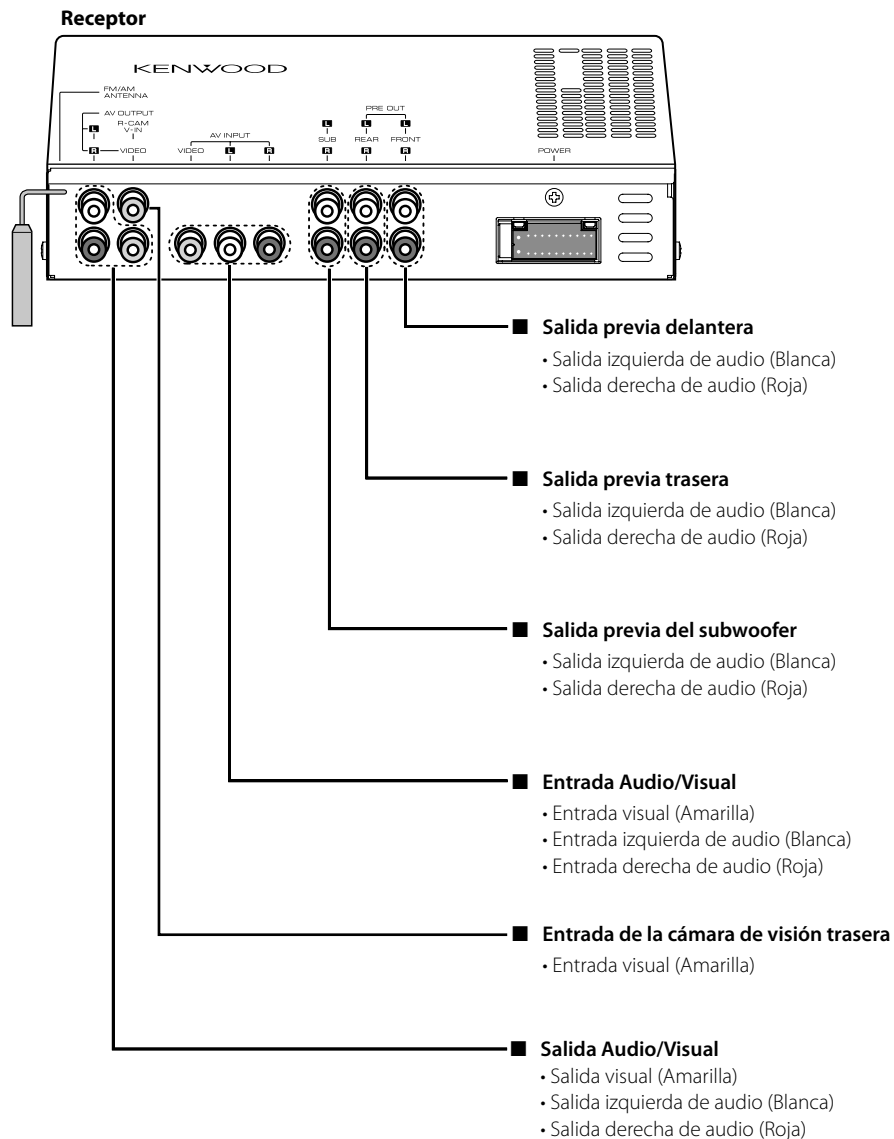 Receptor
KENWOOD
FM/AM
ANTENNA
AV OUTPUT
L R-CAM
V-IN
R VIDEO
AV INPUT
VIDEO L R
PRE OUT
L L L
SUB REAR FRONT
R R R
POWER
■ Salida previa delantera
• Salida izquierda de audio (Blanca)
• Salida derecha de audio (Roja)
■ Salida previa trasera
• Salida izquierda de audio (Blanca)
• Salida derecha de audio (Roja)
■ Salida previa del subwoofer
• Salida izquierda de audio (Blanca)
• Salida derecha de audio (Roja)
■ Entrada Audio/Visual
• Entrada visual (Amarilla)
• Entrada izquierda de audio (Blanca)
• Entrada derecha de audio (Roja)
■ Entrada de la cámara de visión trasera
• Entrada visual (Amarilla)
■ Salida Audio/Visual
• Salida visual (Amarilla)
• Salida izquierda de audio (Blanca)
• Salida derecha de audio (Roja)